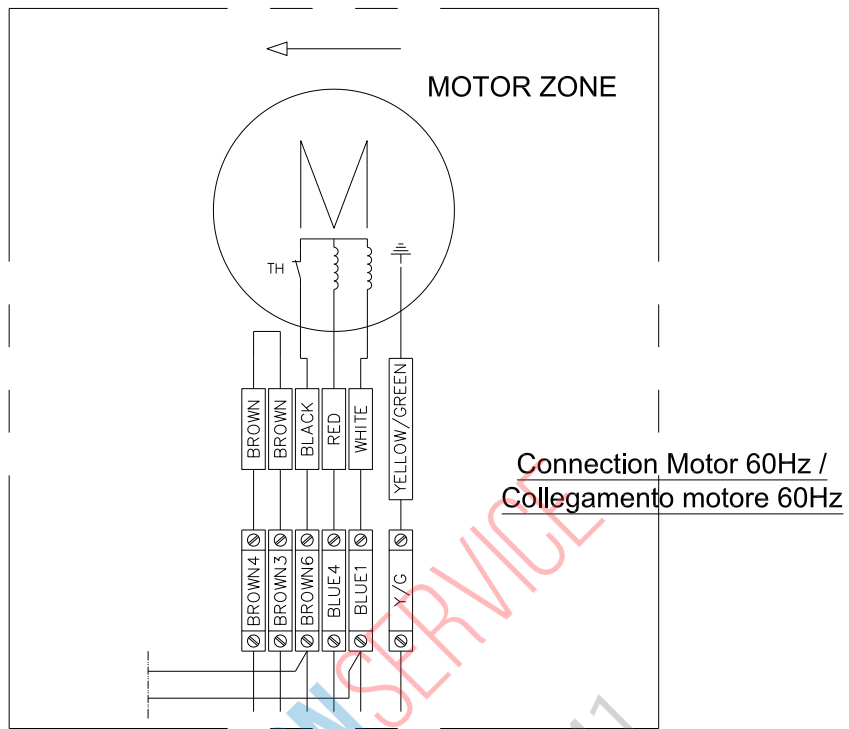 MOTOR ZONE
TH
BROWN
BROWN
BLACK
RED
WHITE
YELLOW/GREEN
Connection Motor 60Hz /
Collegamento motore 60Hz
BROWN4
BROWN3
BROWN6
BLUE4
BLUE1
Y/G
SERVICE